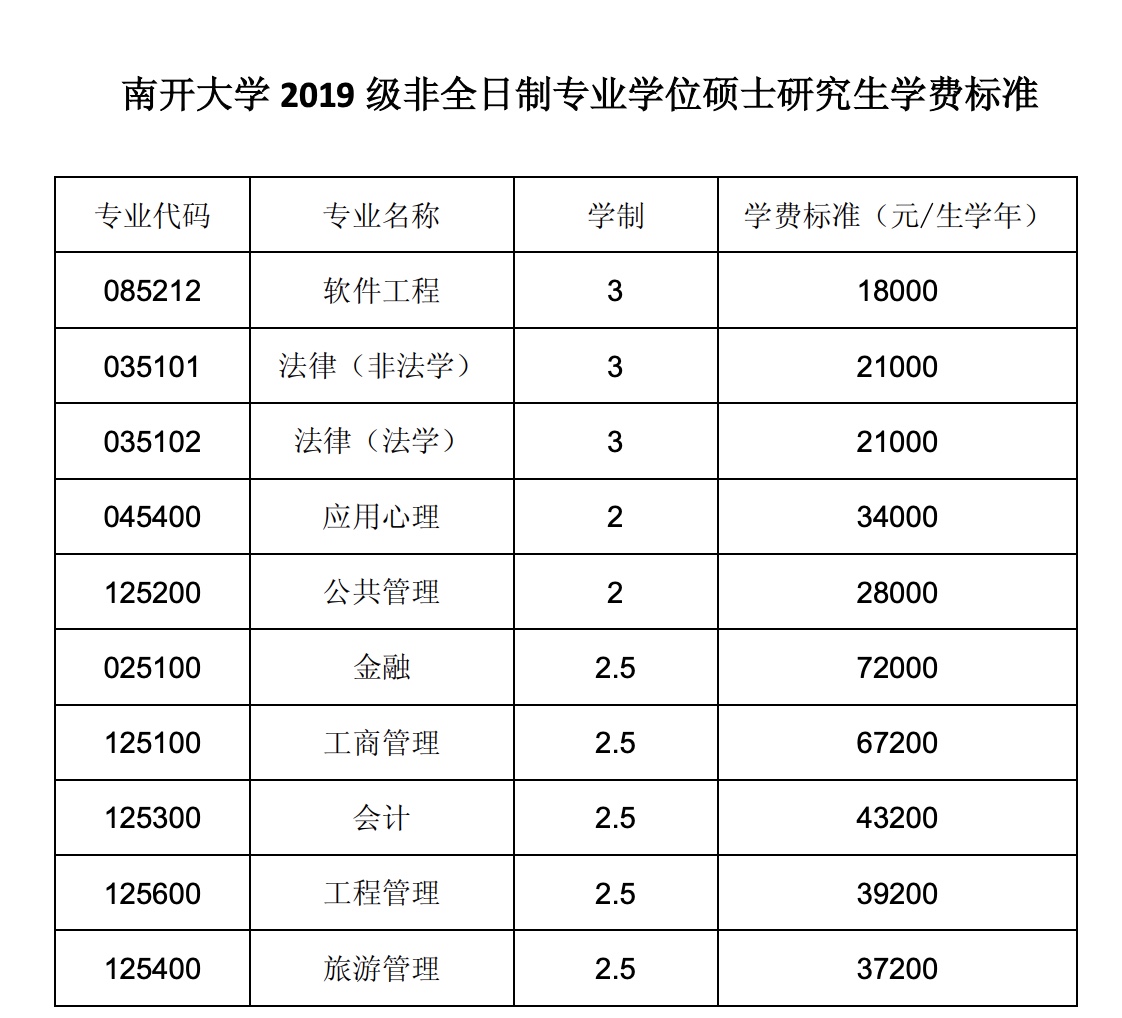 南开大学 2019 级非全日制专业学位硕士研究生学费标准
专业代码 专业名称 学制 学费标准（元/生学年）
085212 软件工程 3 18000
035101 法律（非法学） 3 21000
035102 法律（法学） 3 21000
045400 应用心理 2 34000
125200 公共管理 2 28000
025100 金融 2.5 72000
125100 工商管理 2.5 67200
125300 会计 2.5 43200
125600 工程管理 2.5 39200
125400 旅游管理 2.5 37200